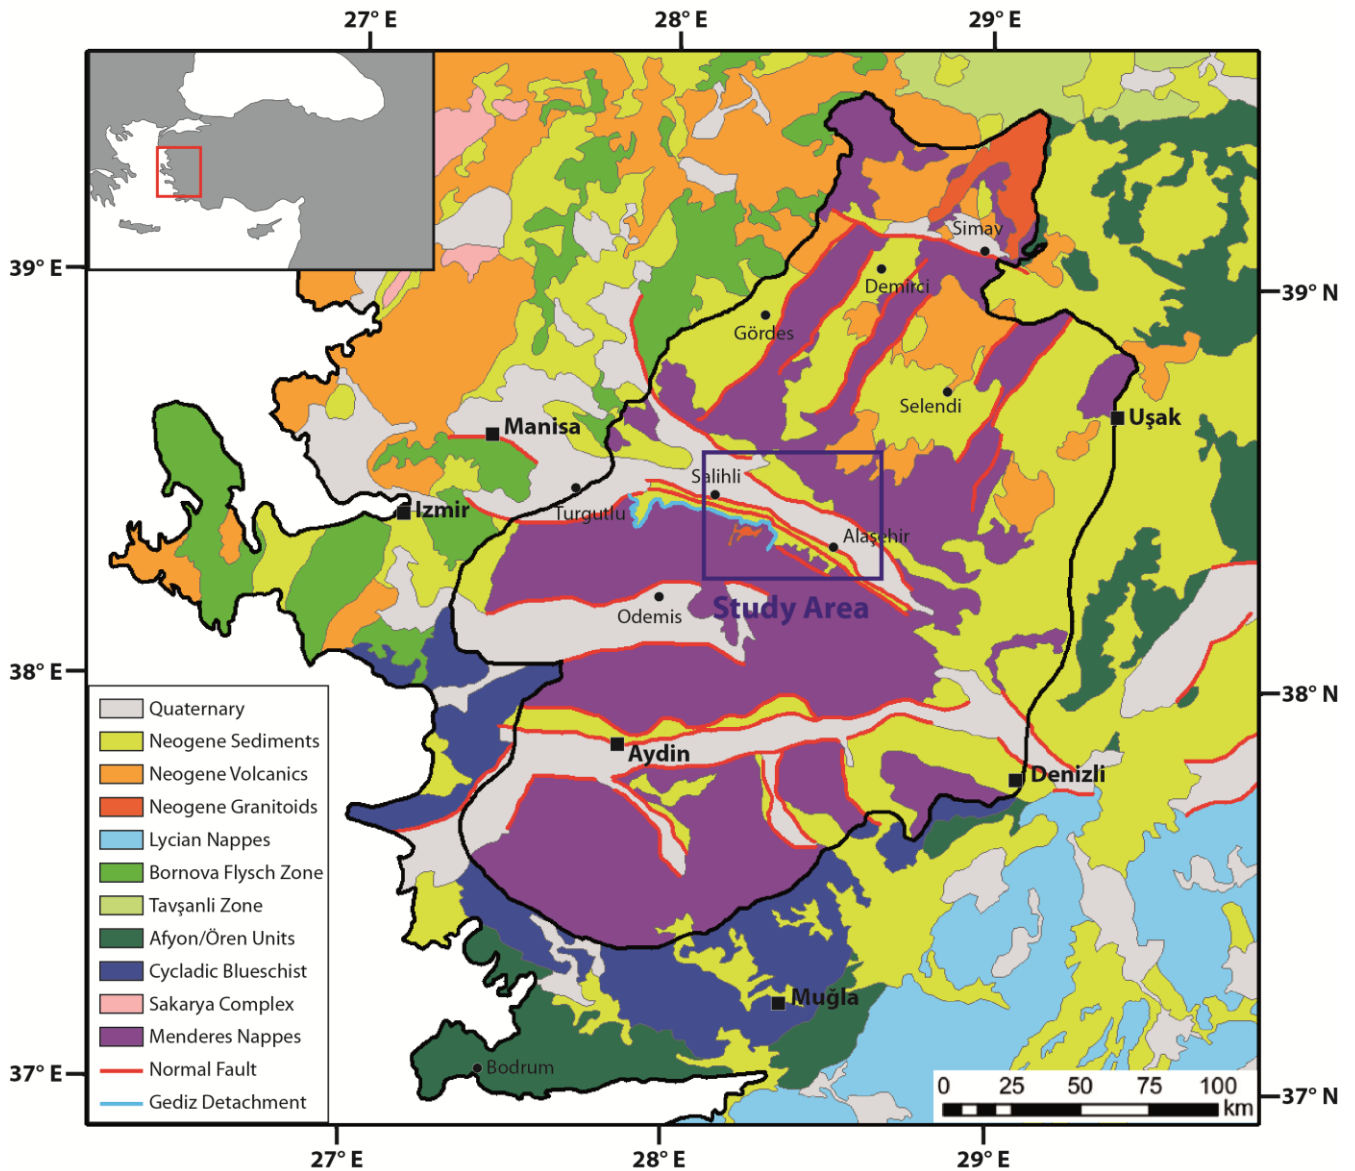 27° E
28° E
29° E
39° E
39° N
Simav
Demirci
Gördes
Selendi
Uşak
Manisa
Salihli
Izmir
Turgutlu
Alaşehir
Study Area
Odemis
38° E
38° N
Quaternary
Neogene Sediments
Neogene Volcanics
Neogene Granitoids
Lycian Nappes
Bornova Flysch Zone
Tavşanli Zone
Afyon/Ören Units
Cycladic Blueschist
Sakarya Complex
Menderes Nappes
Normal Fault
Gediz Detachment
Aydin
Denizli
Muğla
Bodrum
37° E
37° N
0 25 50 75 100
km
27° E
28° E
29° E